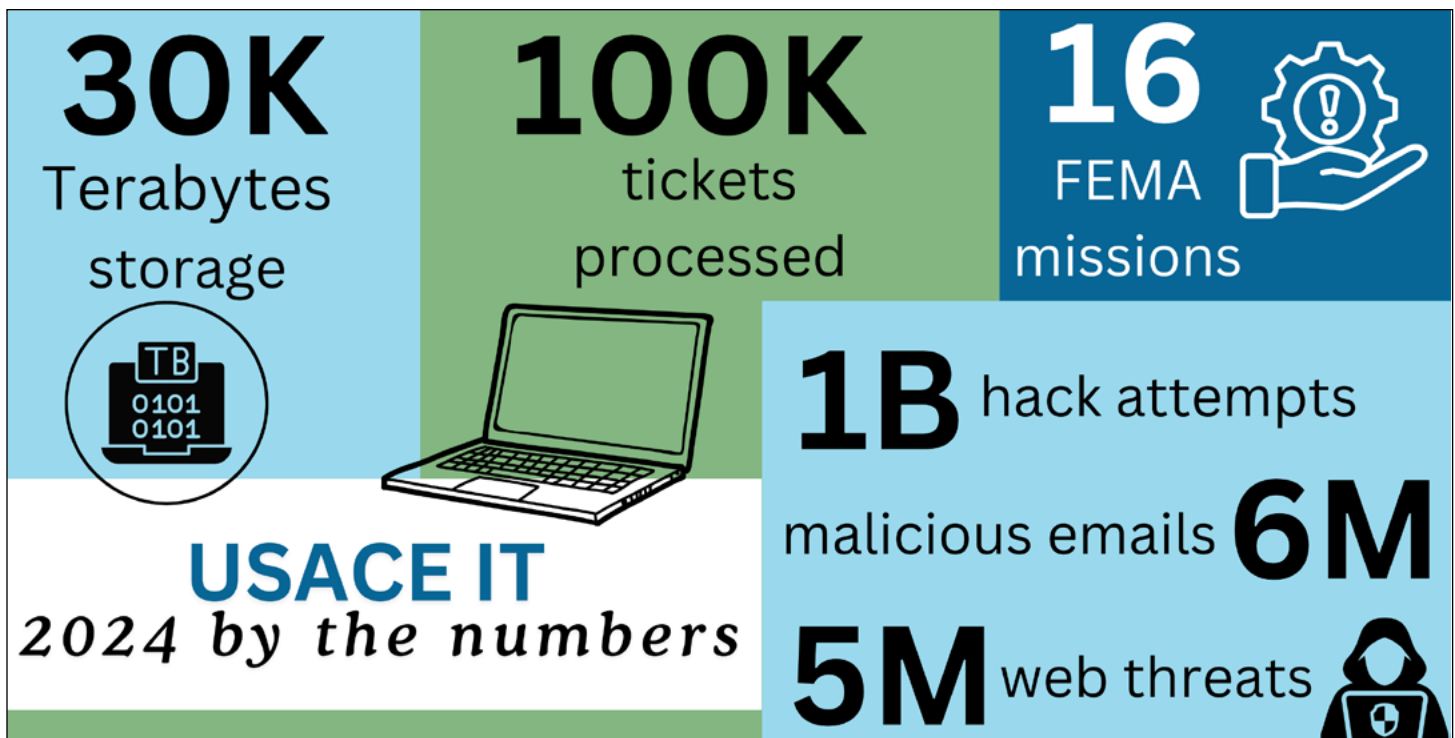 30K
Terabytes
storage
TB
0101
0101
100K
tickets
processed
16
FEMA
missions
USACE IT
2024 by the numbers
1B hack attempts
malicious emails 6M
5M web threats